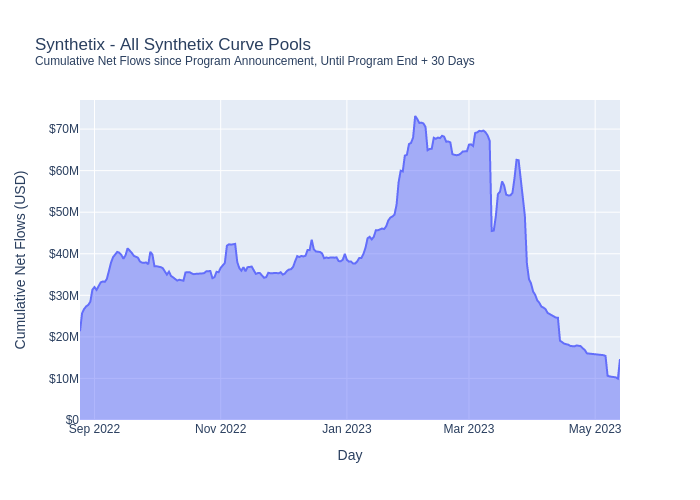 Synthetix - All Synthetix Curve Pools
Cumulative Net Flows since Program Announcement, Until Program End + 30 Days
Cumulative Net Flows (USD)
$70M
$60M
$50M
$40M
$30M
$20M
$10M
$0
Sep 2022
Nov 2022
Jan 2023
Mar 2023
May 2023
Day